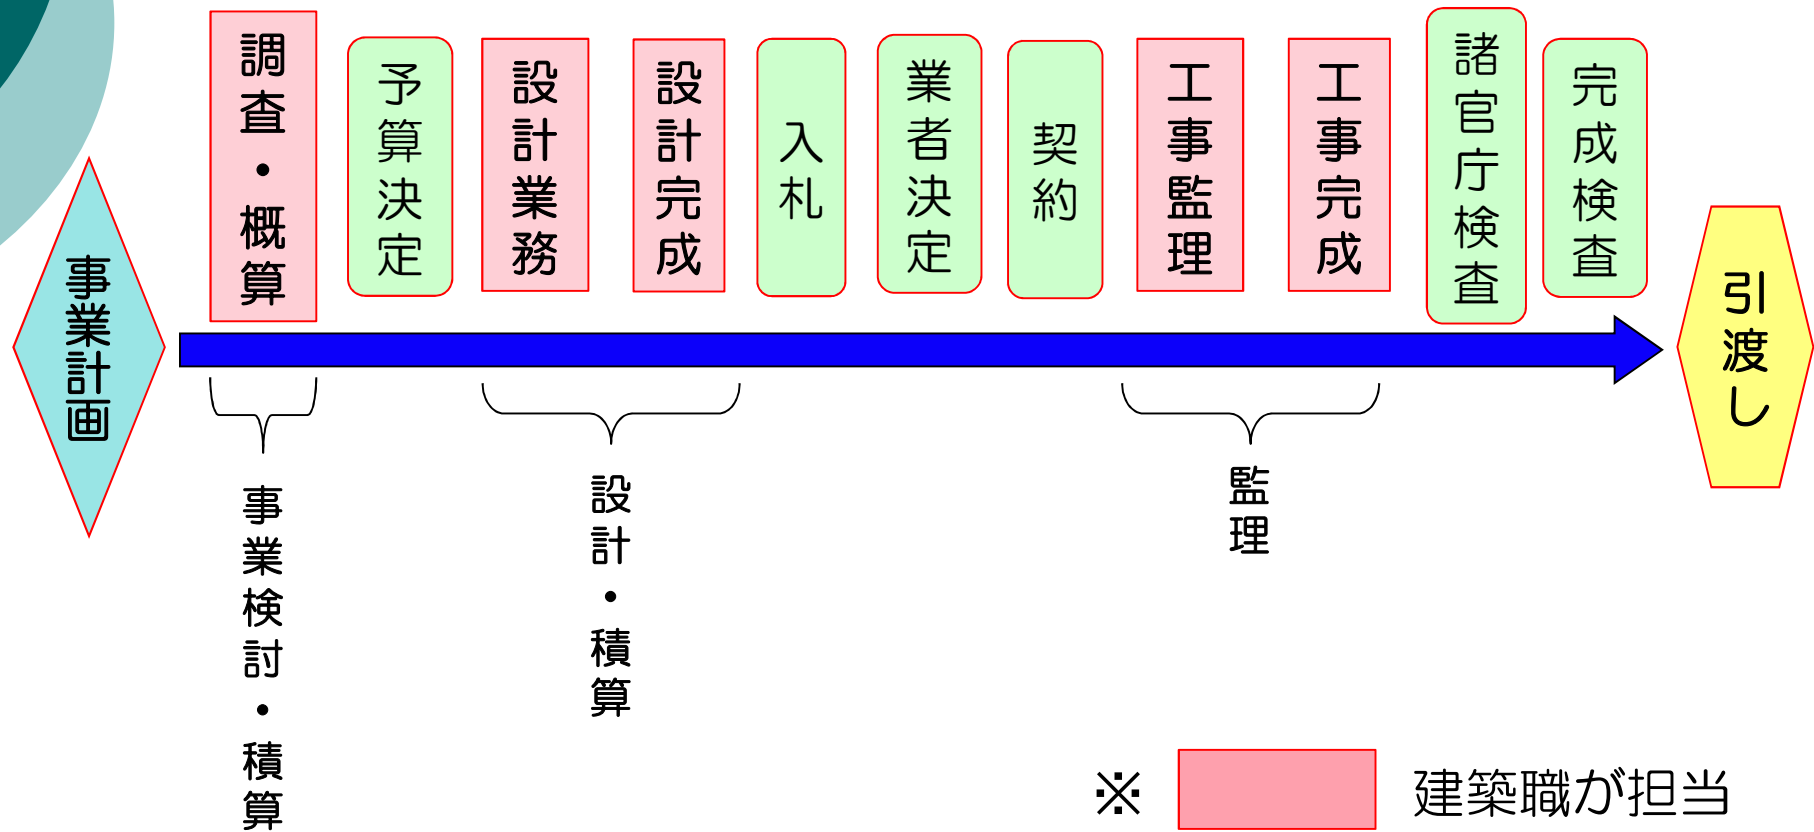 事業計画
調査・概算
予算決定
設計業務
設計完成
入札
業者決定
契約
工事監理
工事完成
諸官庁検査
完成検査
引渡し
事業検討・積算
設計・積算
監理
※ 建築職が担当